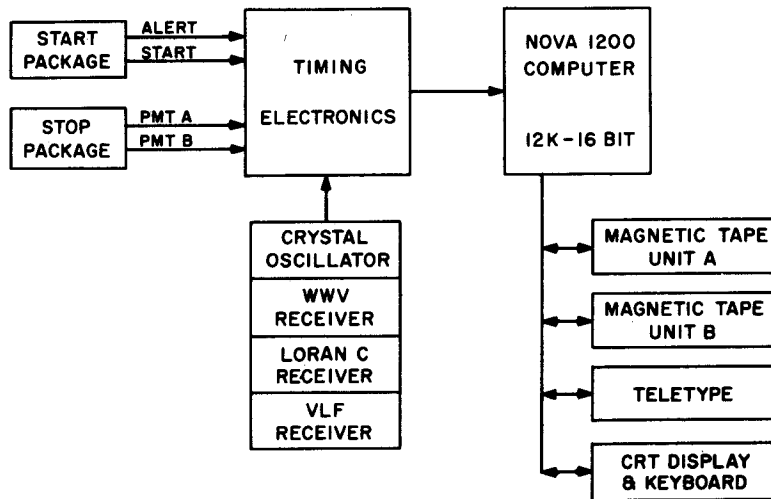 START
PACKAGE
ALERT
START
STOP
PACKAGE
PMT A
PMT B
TIMING
ELECTRONICS
NOVA 1200
COMPUTER
12K-16 BIT
CRYSTAL
OSCILLATOR
WWV
RECEIVER
LORAN C
RECEIVER
VLF
RECEIVER
MAGNETIC TAPE
UNIT A
MAGNETIC TAPE
UNIT B
TELETYPE
CRT DISPLAY
& KEYBOARD